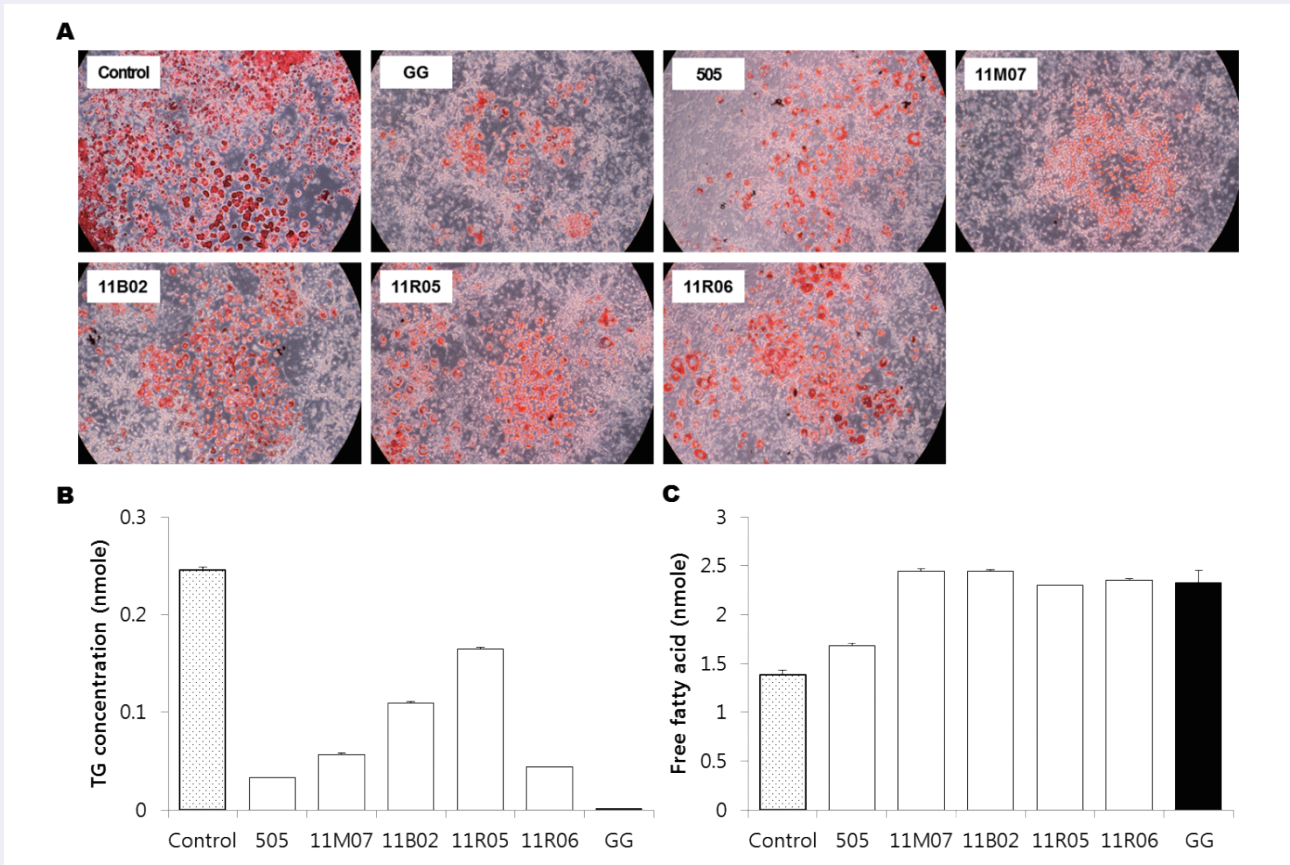 A
Control
GG
505
11M07
11B02
11R05
11R06
B
TG concentration (nmole)
0.3
0.2
0.1
0
Control 505 11M07 11B02 11R05 11R06 GG
C
Free fatty acid (nmole)
3
2.5
2
1.5
1
0.5
0
Control 505 11M07 11B02 11R05 11R06 GG